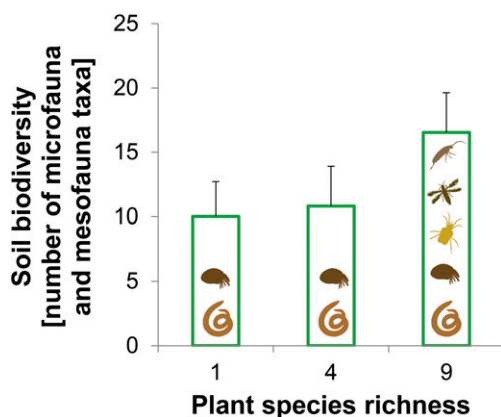 Soil biodiversity
[number of microfauna
and mesofauna taxa]
25
20
15
10
5
0
1 4 9
Plant species richness